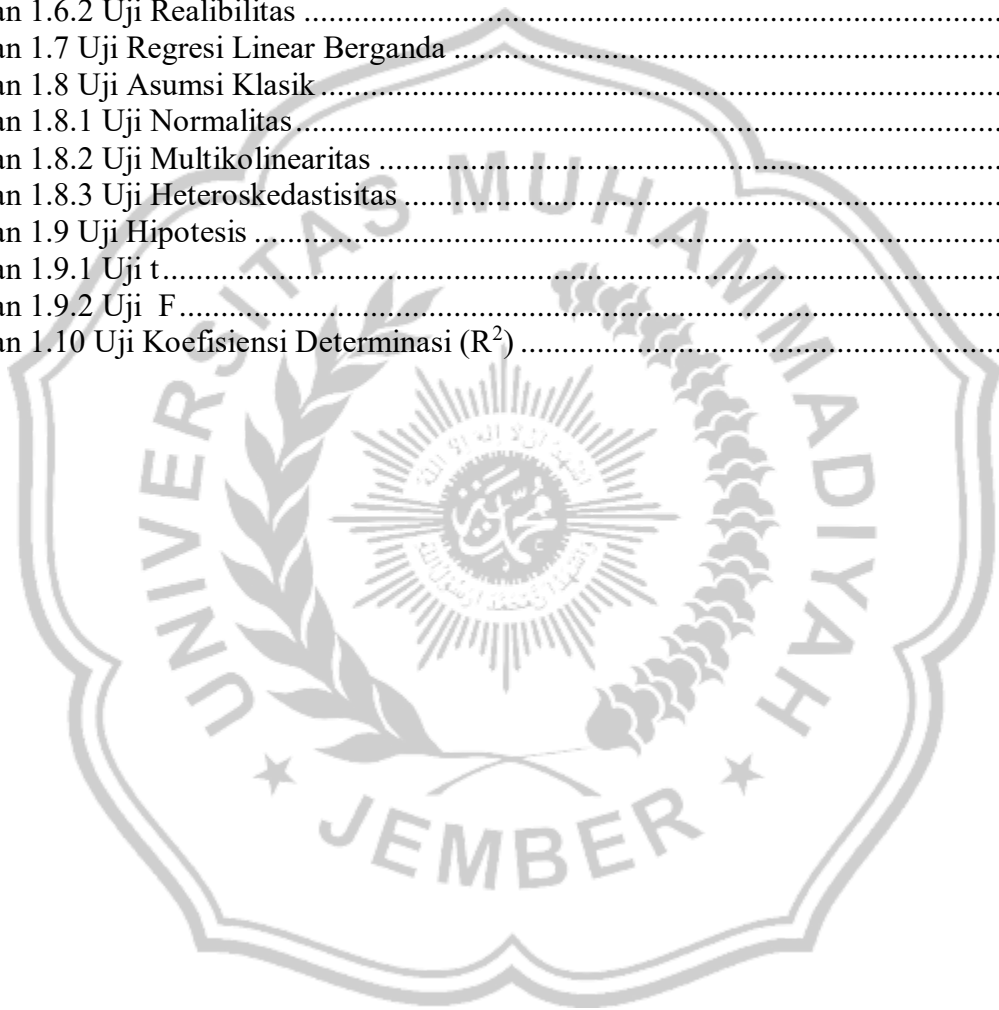 an 1.6.2 Uji Realibilitas ....................................................................................
an 1.7 Uji Regresi Linear Berganda ..................................................................
an 1.8 Uji Asumsi Klasik ....................................................................................
an 1.8.1 Uji Normalitas .......................................................................................
an 1.8.2 Uji Multikolinearitas .............................................................................
an 1.8.3 Uji Heteroskedastisitas .........................................................................
an 1.9 Uji Hipotesis ............................................................................................
an 1.9.1 Uji t ........................................................................................................
an 1.9.2 Uji  F ......................................................................................................
an 1.10 Uji Koefisiensi Determinasi (R²) ..........................................................
UNIVERSITAS MUHAMMADIYAH
JEMBER